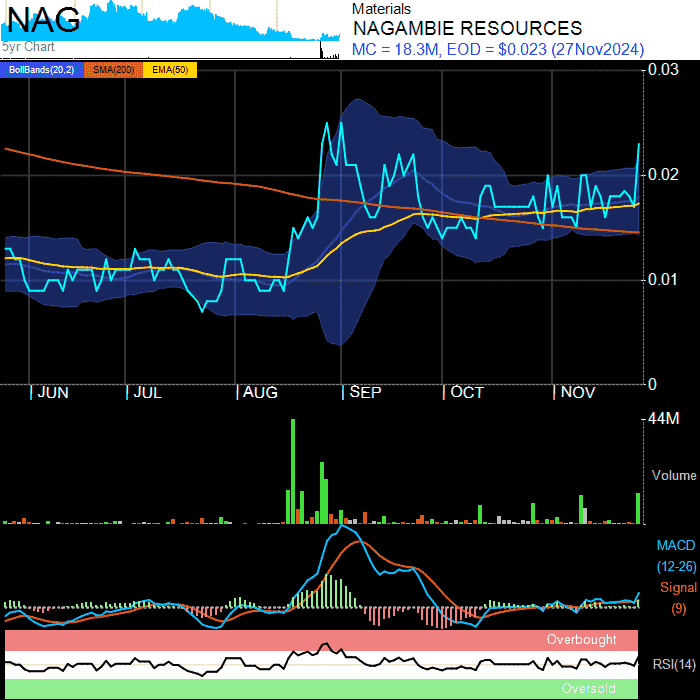 NAG
5yr Chart
Materials
NAGAMBIE RESOURCES
MC = 18.3M, EOD = $0.023 (27Nov2024)
BollBands(20,2) SMA(200) EMA(50)
0.03
0.02
0.01
0
JUN JUL AUG SEP OCT NOV
44M
Volume
MACD
(12-26)
Signal
(9)
Overbought
RSI(14)
Oversold